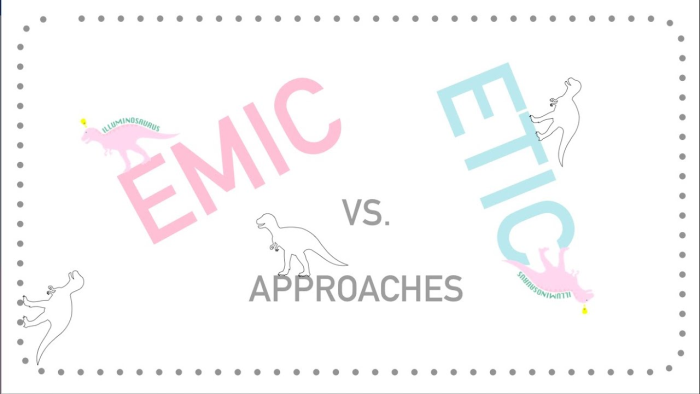 ILLUMINOSAURUS
EMIC
ETIC
VS.
ILLUMINOSAURUS
APPROACHES